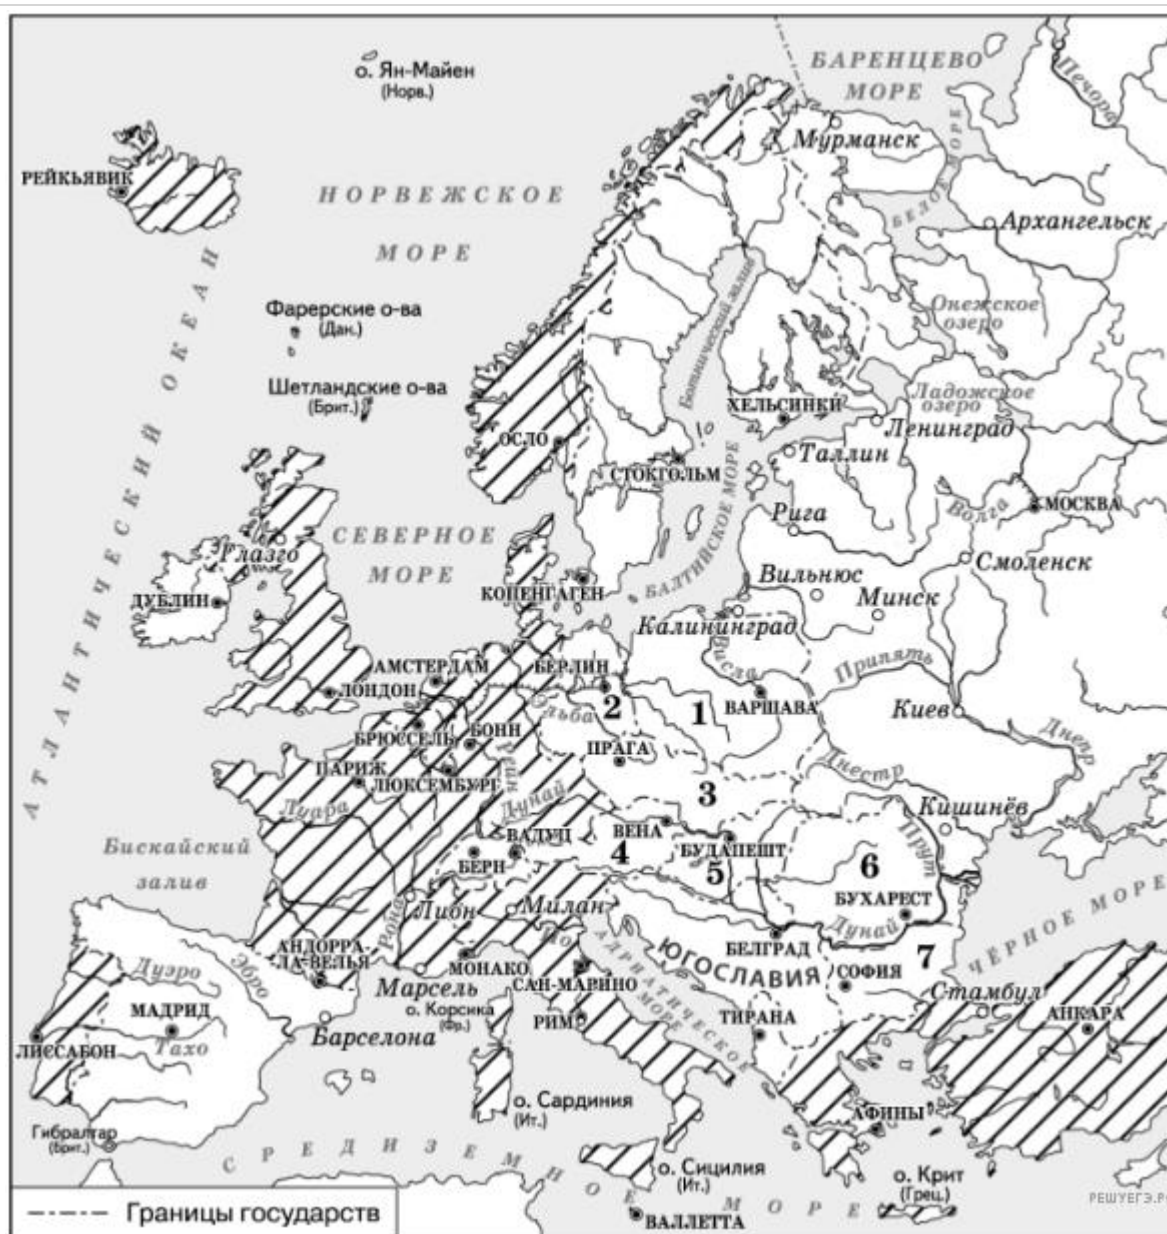 о. Ян-Майен
(Норв.)
БАРЕНЦЕВО
МОРЕ
Печора
Мурманск
РЕЙКЬЯВИК
НОРВЕЖСКОЕ
МОРЕ
БЕЛОЕ МОРЕ
Архангельск
АТЛАНТИЧЕСКИЙ ОКЕАН
Фарерские о-ва
(Дан.)
Ботнический залив
Онежское
озеро
Шетландские о-ва
(Брит.)
Ладожское
озеро
ХЕЛЬСИНКИ
Ленинград
ОСЛО
Таллин
СТОКГОЛЬМ
БАЛТИЙСКОЕ МОРЕ
Волга
МОСКВА
Рига
СЕВЕРНОЕ
МОРЕ
Глазго
Смоленск
Вильнюс
Минск
КОПЕНГАГЕН
ДУБЛИН
Калининград
Висла
Припять
АМСТЕРДАМ
БЕРЛИН
ЛОНДОН
Эльба
2
1
ВАРШАВА
Киев
Днепр
БРЮССЕЛЬ
БОНН
Рейн
ПРАГА
ПАРИЖ
ЛЮКСЕМБУРГ
Днестр
Луара
Дунай
3
Кишинёв
Прут
ВАДУЦ
ВЕНА
БУДАПЕШТ
Бискайский
залив
БЕРН
4
5
6
БУХАРЕСТ
Лион
Милан
Рона
По
Дунай
БЕЛГРАД
ЮГОСЛАВИЯ
7
ЧЁРНОЕ МОРЕ
АНДОРРА-
ЛА-ВЕЛЬЯ
МОНАКО
САН-МАРИНО
АДРИАТИЧЕСКОЕ
МОРЕ
СОФИЯ
Дуэро
Эбро
Марсель
Стамбул
о. Корсика
(Фр.)
РИМ
ТИРАНА
АНКАРА
МАДРИД
Барселона
ЛИССАБОН
Тахо
о. Сардиния
(Ит.)
АФИНЫ
Гибралтар
(Брит.)
СРЕДИЗЕМНОЕ МОРЕ
о. Сицилия
(Ит.)
о. Крит
(Грец.)
ВАЛЛЕТТА
Границы государств